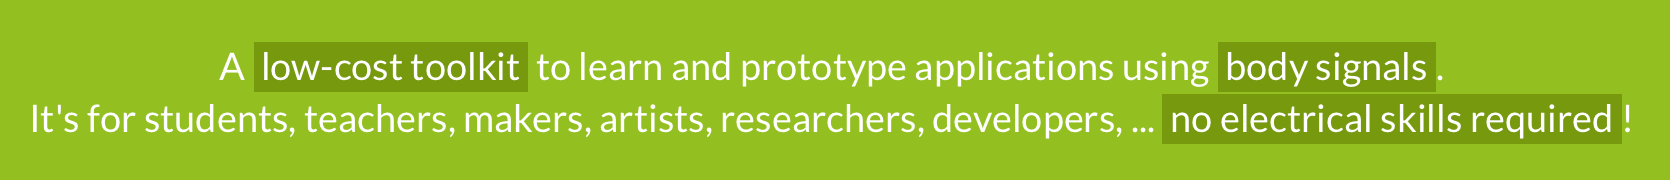 A low-cost toolkit to learn and prototype applications using body signals.
It's for students, teachers, makers, artists, researchers, developers, ... no electrical skills required!